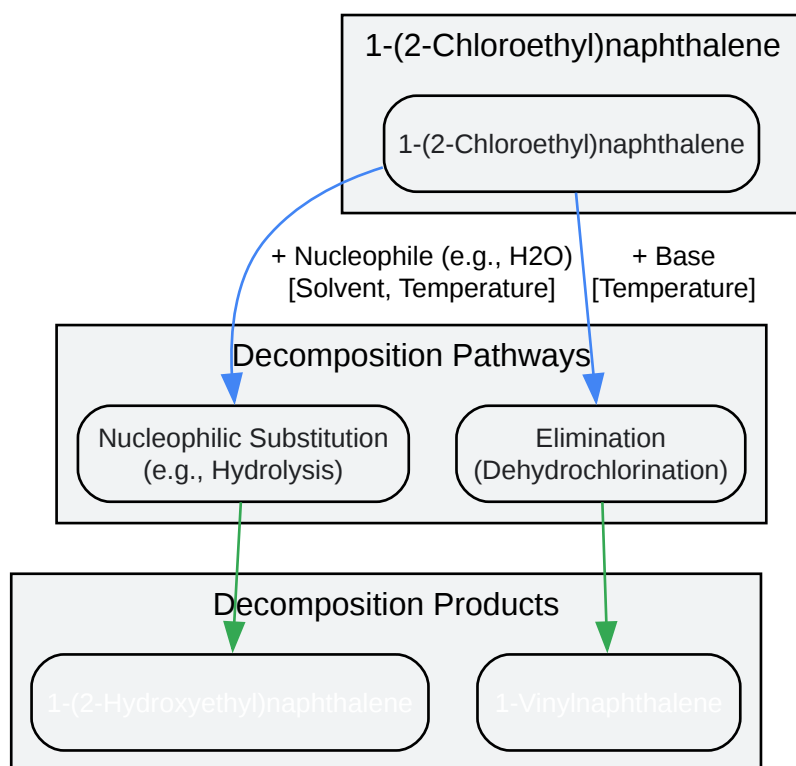 1-(2-Chloroethyl)naphthalene
1-(2-Chloroethyl)naphthalene
+ Nucleophile (e.g., H2O)
[Solvent, Temperature]
+ Base
[Temperature]
Decomposition Pathways
Nucleophilic Substitution
(e.g., Hydrolysis)
Elimination
(Dehydrochlorination)
Decomposition Products
1-(2-Hydroxyethyl)naphthalene
1-Vinylnaphthalene